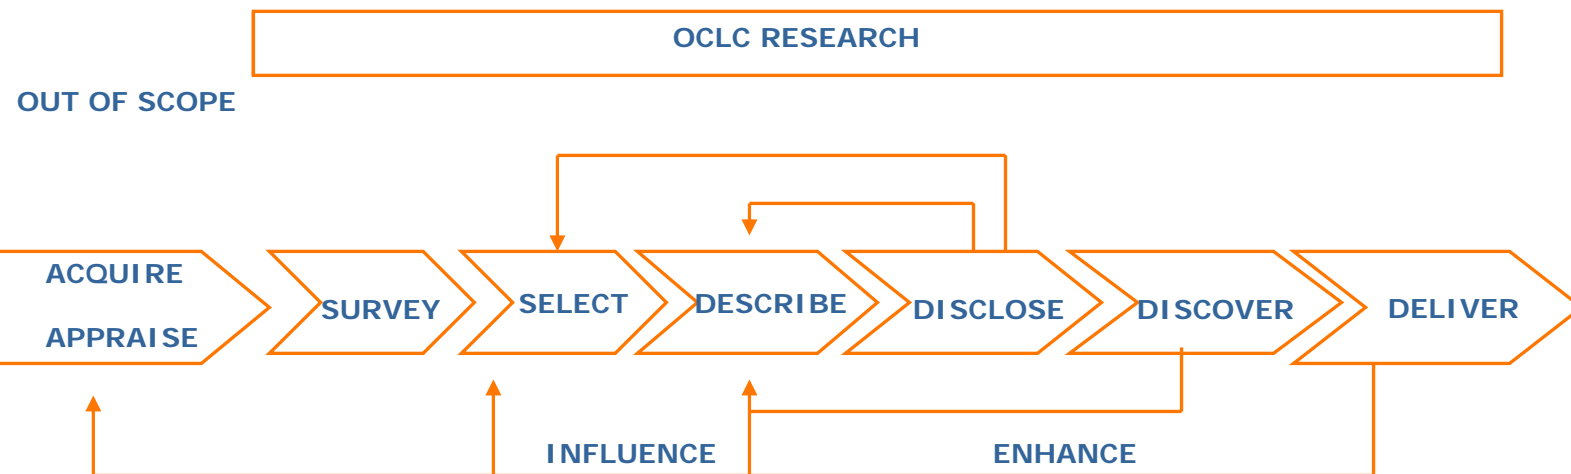 OCLC RESEARCH
OUT OF SCOPE
ACQUIRE
APPRAISE
SURVEY
SELECT
DESCRIBE
DISCLOSE
DISCOVER
DELIVER
INFLUENCE
ENHANCE